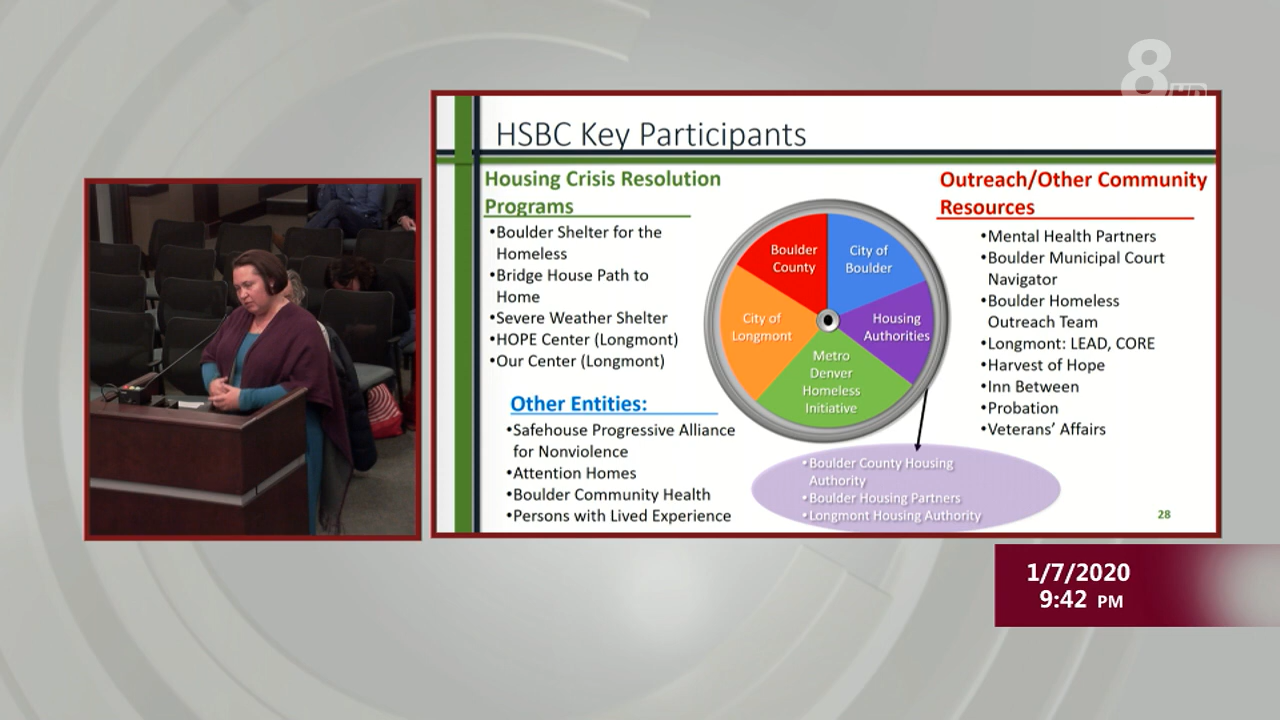 8
HD
HSBC Key Participants
Housing Crisis Resolution
Programs
•Boulder Shelter for the
Homeless
•Bridge House Path to
Home
•Severe Weather Shelter
•HOPE Center (Longmont)
•Our Center (Longmont)
Other Entities:
•Safehouse Progressive Alliance
for Nonviolence
•Attention Homes
•Boulder Community Health
•Persons with Lived Experience
Boulder
County
City of
Boulder
City of
Longmont
Housing
Authorities
Metro
Denver
Homeless
Initiative
•Boulder County Housing
Authority
•Boulder Housing Partners
•Longmont Housing Authority
Outreach/Other Community
Resources
•Mental Health Partners
•Boulder Municipal Court
Navigator
•Boulder Homeless
Outreach Team
•Longmont: LEAD, CORE
•Harvest of Hope
•Inn Between
•Probation
•Veterans’ Affairs
28
1/7/2020
9:42 PM